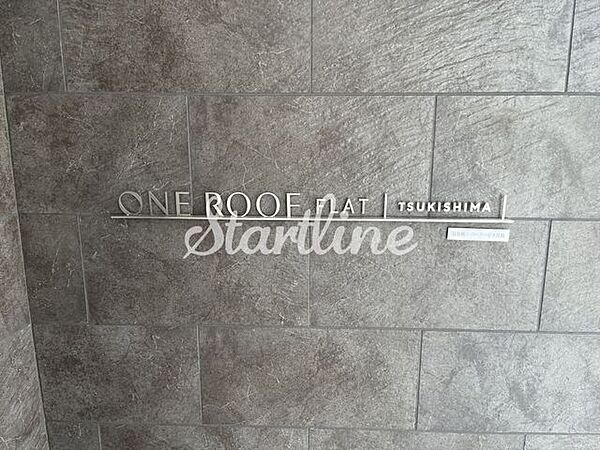 ONE ROOF FLAT | TSUKISHIMA
Startline